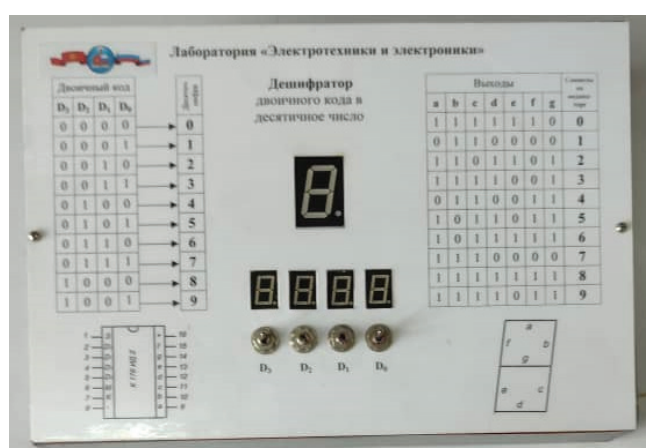 Лаборатория «Электротехники и электроники»
Дешифратор
двоичного кода в
десятичное число
Двоичный код
D₃ D₂ D₁ D₀
0 0 0 0 0
0 0 0 1 1
0 0 1 0 2
0 0 1 1 3
0 1 0 0 4
0 1 0 1 5
0 1 1 0 6
0 1 1 1 7
1 0 0 0 8
1 0 0 1 9
Выходы
a b c d e f g
1 1 1 1 1 1 0 0
0 1 1 0 0 0 0 1
1 1 0 1 1 0 1 2
1 1 1 1 0 0 1 3
0 1 1 0 0 1 1 4
1 0 1 1 0 1 1 5
1 0 1 1 1 1 1 6
1 1 1 0 0 0 0 7
1 1 1 1 1 1 1 8
1 1 1 1 0 1 1 9
D₃ D₂ D₁ D₀
a
f b
g
e c
d